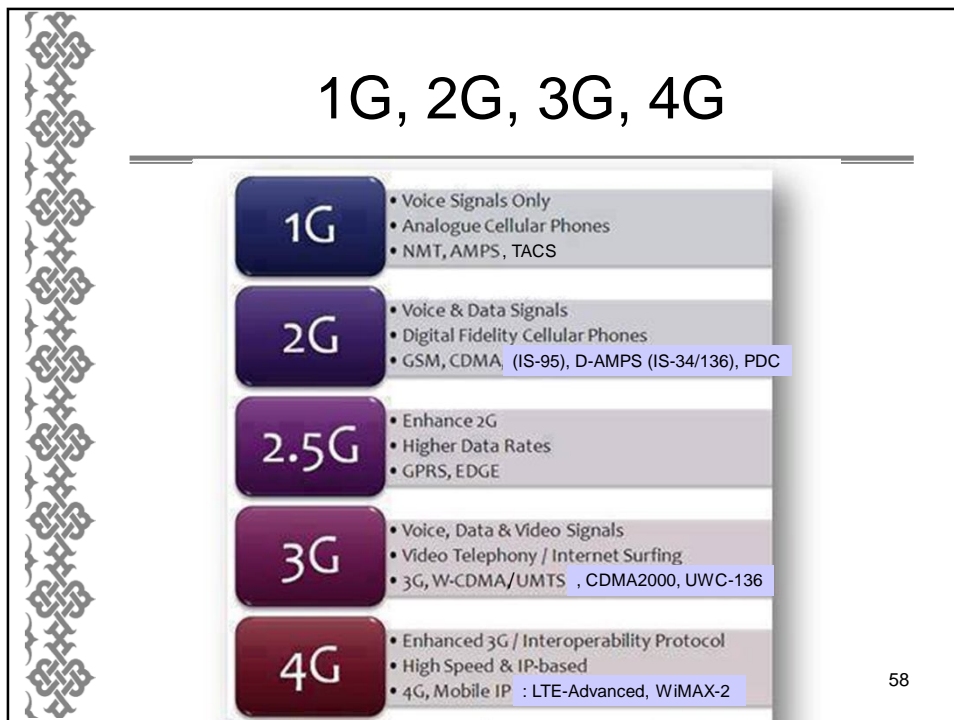 1G, 2G, 3G, 4G
1G
• Voice Signals Only
• Analogue Cellular Phones
• NMT, AMPS, TACS
2G
• Voice & Data Signals
• Digital Fidelity Cellular Phones
• GSM, CDMA, (IS-95), D-AMPS (IS-34/136), PDC
2.5G
• Enhance 2G
• Higher Data Rates
• GPRS, EDGE
3G
• Voice, Data & Video Signals
• Video Telephony / Internet Surfing
• 3G, W-CDMA/UMTS , CDMA2000, UWC-136
4G
• Enhanced 3G / Interoperability Protocol
• High Speed & IP-based
• 4G, Mobile IP : LTE-Advanced, WiMAX-2
58